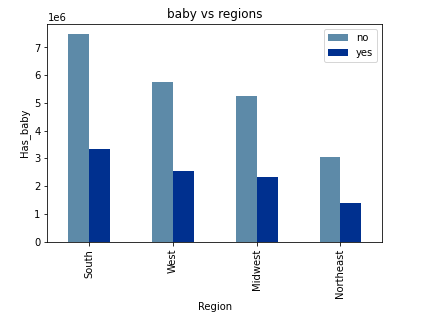 baby vs regions
1e6
no
yes
7
6
5
4
3
2
1
0
Has_baby
South
West
Midwest
Northeast
Region